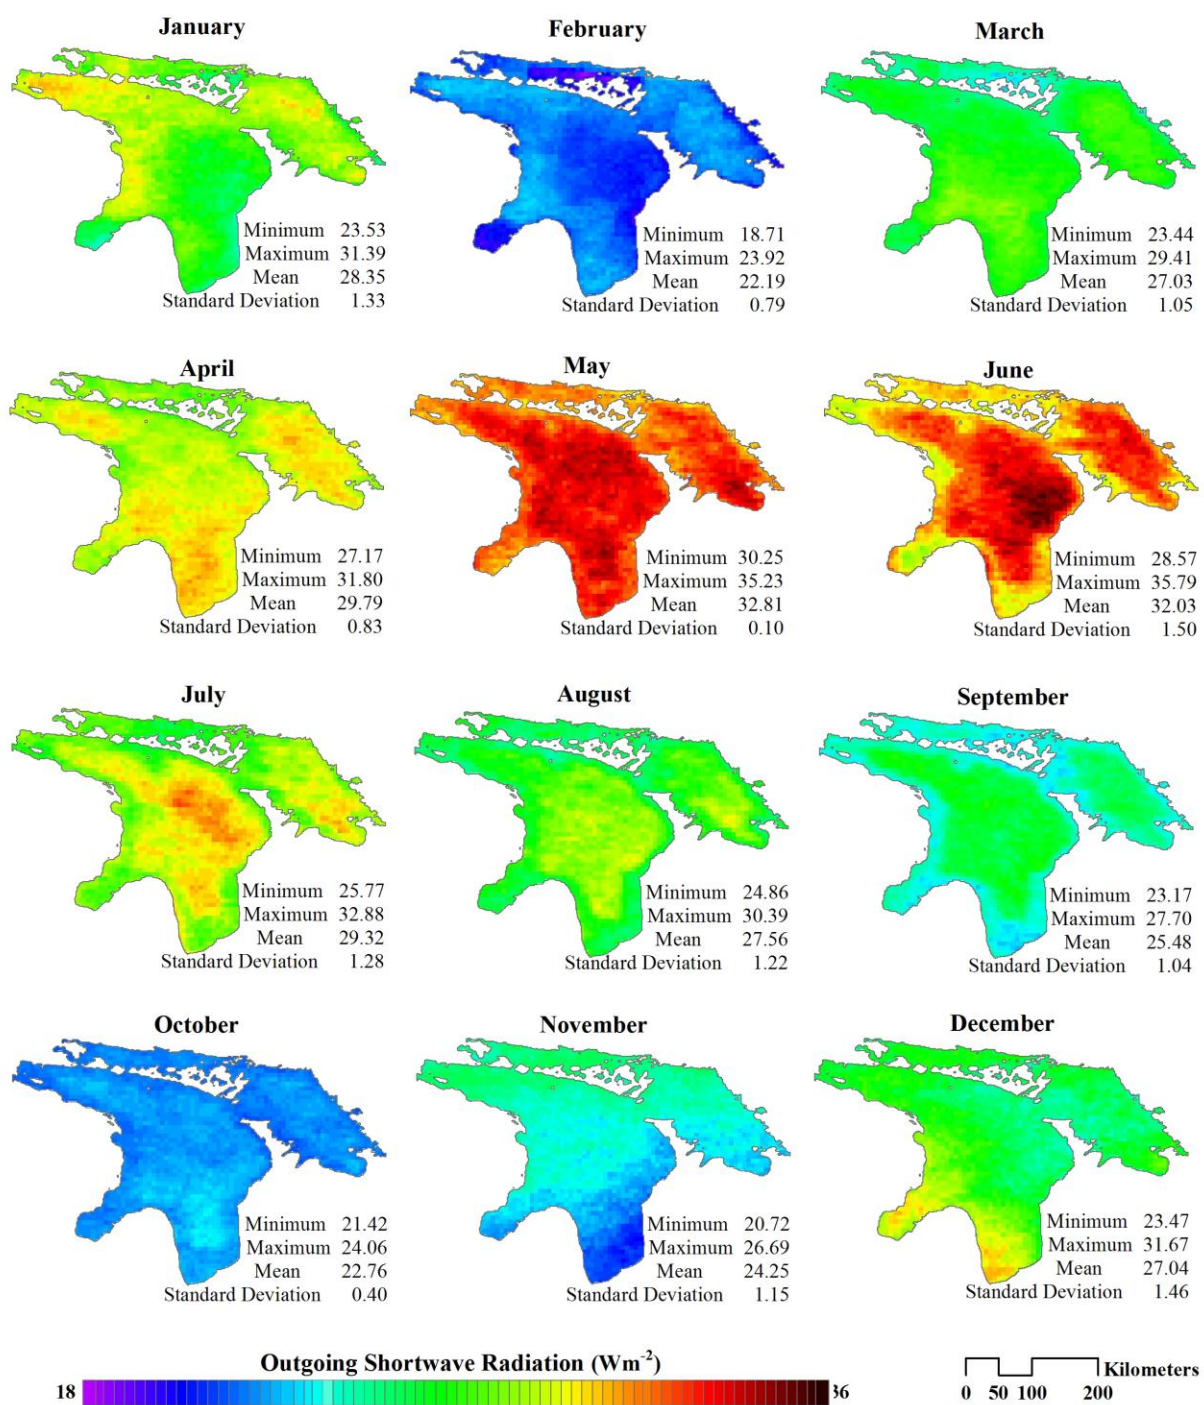 January
February
March
Minimum 23.53
Maximum 31.39
Mean 28.35
Standard Deviation 1.33
Minimum 18.71
Maximum 23.92
Mean 22.19
Standard Deviation 0.79
Minimum 23.44
Maximum 29.41
Mean 27.03
Standard Deviation 1.05
April
May
June
Minimum 27.17
Maximum 31.80
Mean 29.79
Standard Deviation 0.83
Minimum 30.25
Maximum 35.23
Mean 32.81
Standard Deviation 0.10
Minimum 28.57
Maximum 35.79
Mean 32.03
Standard Deviation 1.50
July
August
September
Minimum 25.77
Maximum 32.88
Mean 29.32
Standard Deviation 1.28
Minimum 24.86
Maximum 30.39
Mean 27.56
Standard Deviation 1.22
Minimum 23.17
Maximum 27.70
Mean 25.48
Standard Deviation 1.04
October
November
December
Minimum 21.42
Maximum 24.06
Mean 22.76
Standard Deviation 0.40
Minimum 20.72
Maximum 26.69
Mean 24.25
Standard Deviation 1.15
Minimum 23.47
Maximum 31.67
Mean 27.04
Standard Deviation 1.46
Outgoing Shortwave Radiation (Wm⁻²)
18 36
Kilometers
0 50 100 200